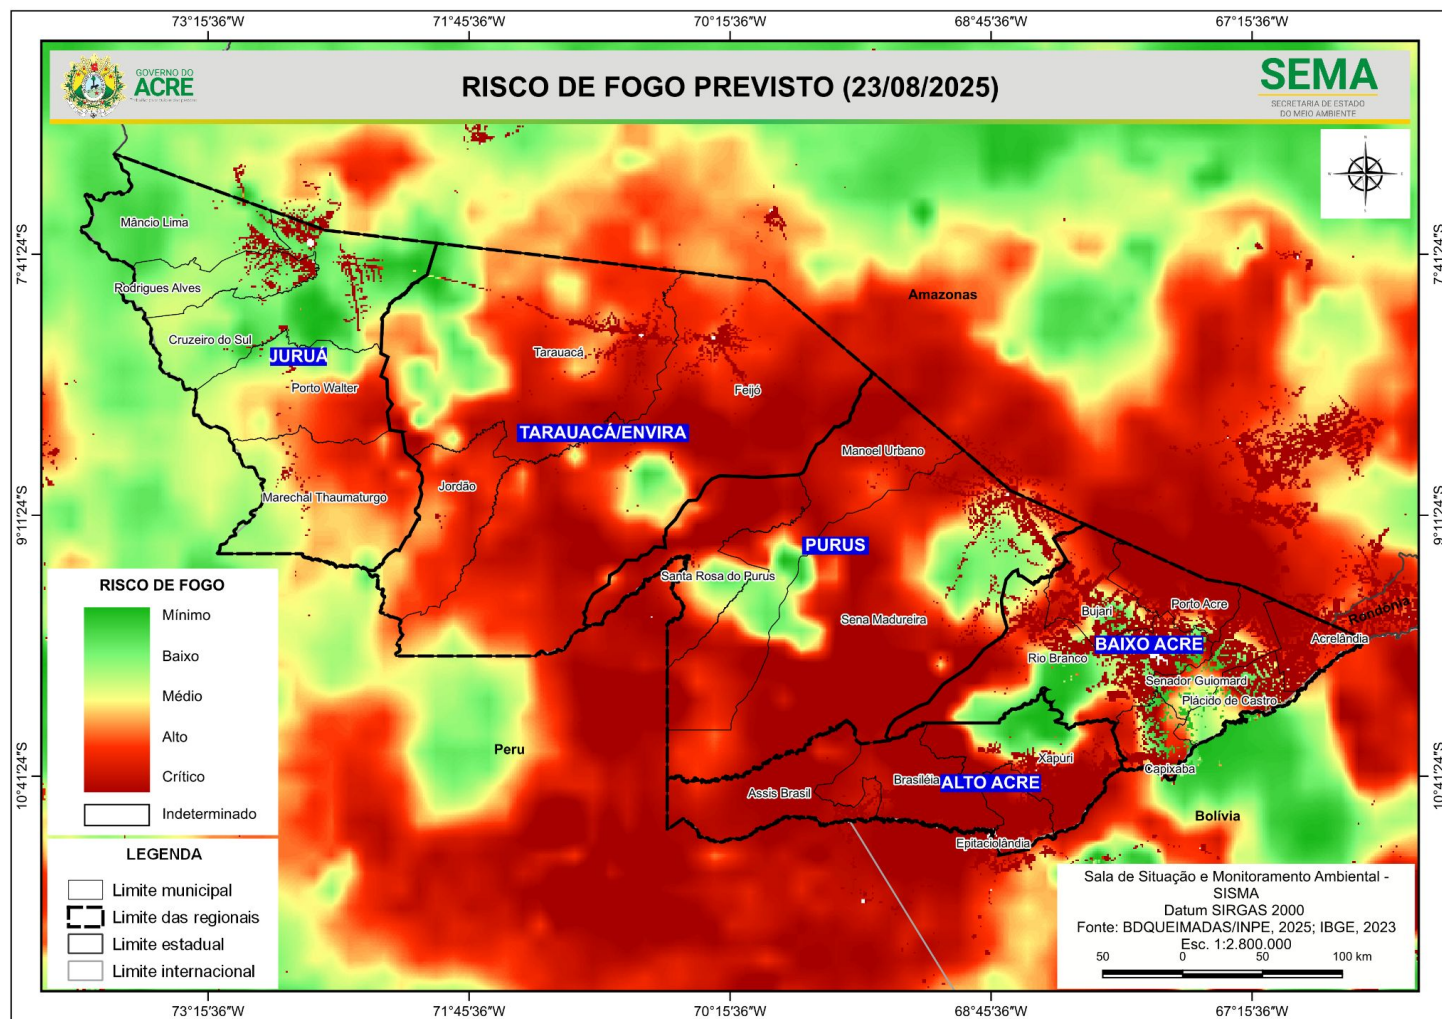 73°15'36"W 71°45'36"W 70°15'36"W 68°45'36"W 67°15'36"W
GOVERNO DO
ACRE
RISCO DE FOGO PREVISTO (23/08/2025)
SEMA
SECRETARIA DE ESTADO
DO MEIO AMBIENTE
N
Mâncio Lima
7°41'24"S
7°41'24"S
Rodrigues Alves
Amazonas
Cruzeiro do Sul
JURUA
Tarauacá
Porto Walter
Feijó
TARAUACÁ/ENVIRA
Manoel Urbano
Jordão
Marechal Thaumaturgo
9°11'24"S
9°11'24"S
PURUS
Santa Rosa do Purus
Sena Madureira
Bujari
Porto Acre
Rondônia
Acrelândia
BAIXO ACRE
Rio Branco
Senador Guiomard
Plácido de Castro
Peru
Xapuri
Capixaba
10°41'24"S
10°41'24"S
Brasiléia
ALTO ACRE
Assis Brasil
Bolívia
Epitaciolândia
RISCO DE FOGO
Mínimo
Baixo
Médio
Alto
Crítico
Indeterminado
LEGENDA
Limite municipal
Limite das regionais
Limite estadual
Limite internacional
Sala de Situação e Monitoramento Ambiental -
SISMA
Datum SIRGAS 2000
Fonte: BDQUEIMADAS/INPE, 2025; IBGE, 2023
Esc. 1:2.800.000
50 0 50 100 km
73°15'36"W 71°45'36"W 70°15'36"W 68°45'36"W 67°15'36"W